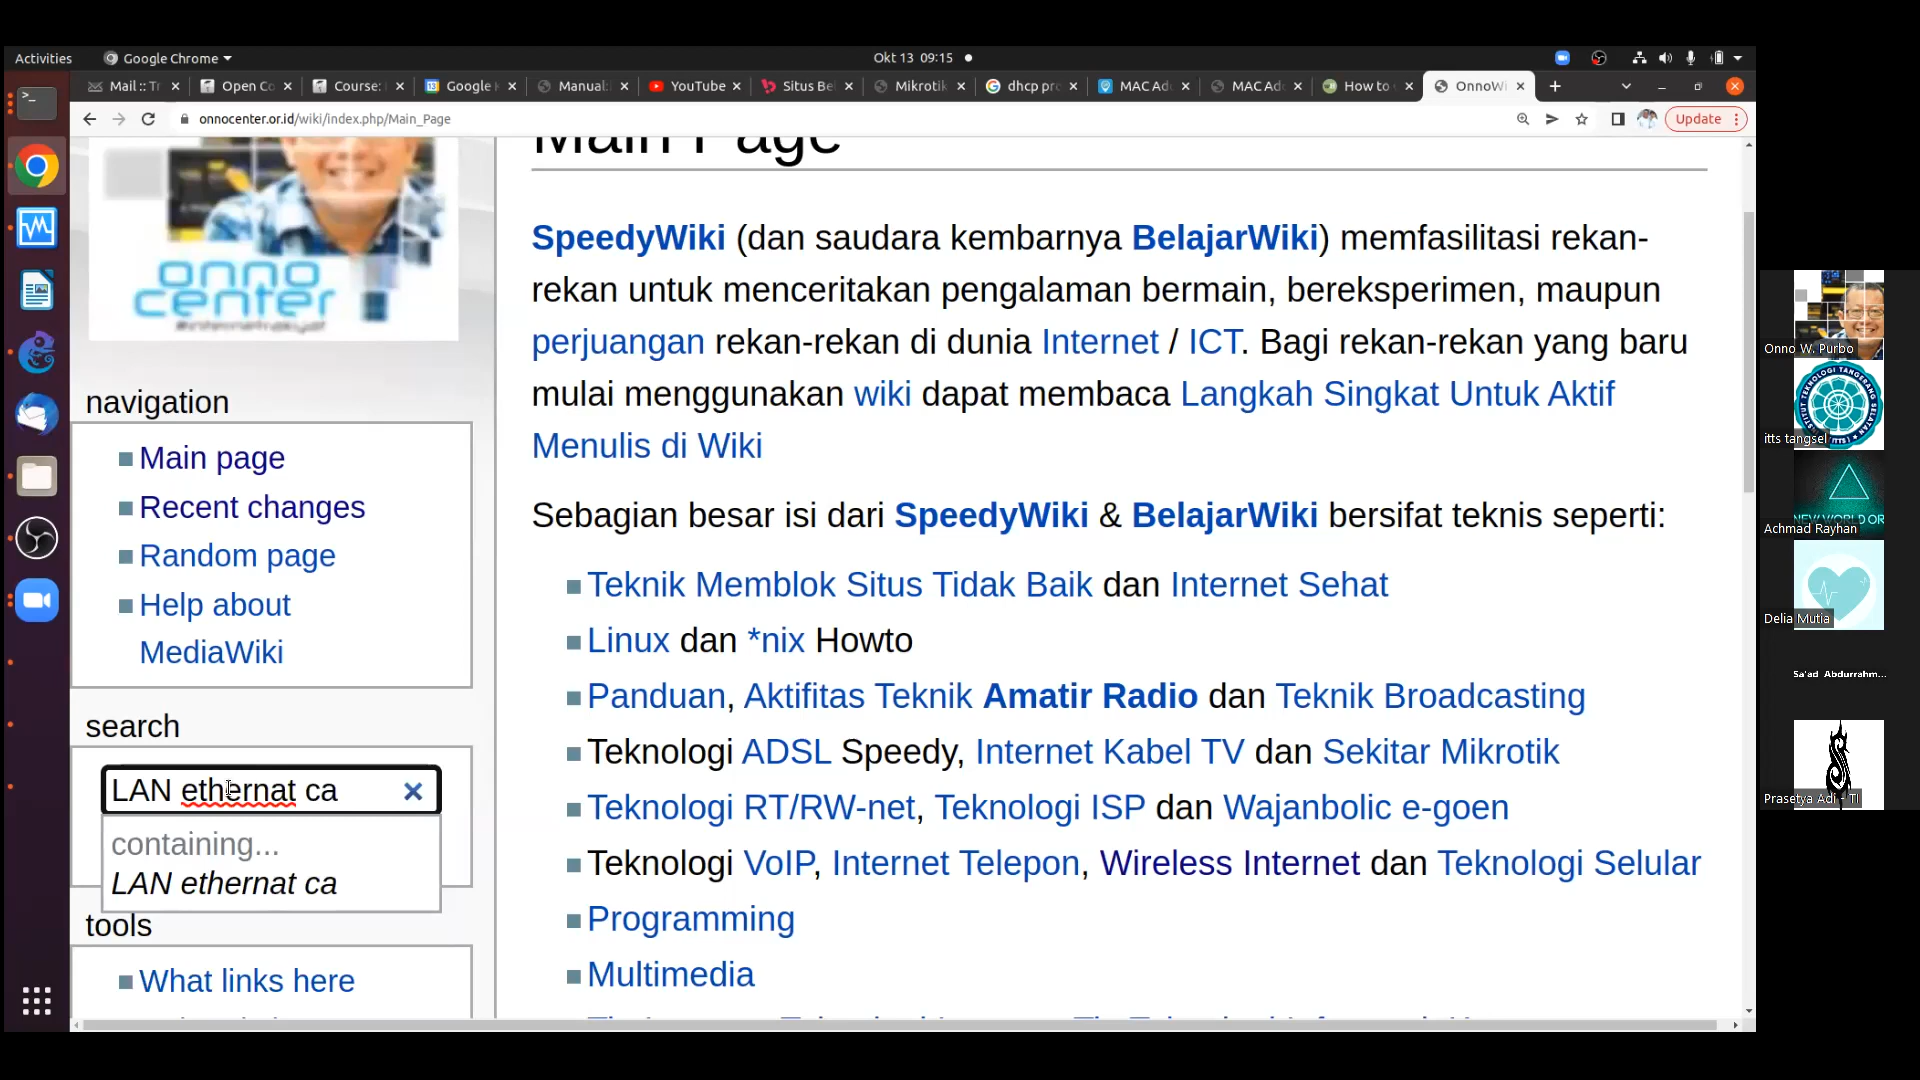 Activities
Google Chrome
Okt 13 09:15
Mail :: Tr
Open Co
Course:
Google
Manual:
YouTube
Situs Be
Mikrotik
dhcp pro
MAC Ad
MAC Ad
How to
OnnoWi
onnocenter.or.id/wiki/index.php/Main_Page
Update
Main Page
onno
center
SpeedyWiki (dan saudara kembarnya BelajarWiki) memfasilitasi rekan-
rekan untuk menceritakan pengalaman bermain, bereksperimen, maupun
perjuangan rekan-rekan di dunia Internet / ICT. Bagi rekan-rekan yang baru
mulai menggunakan wiki dapat membaca Langkah Singkat Untuk Aktif
Menulis di Wiki
Sebagian besar isi dari SpeedyWiki & BelajarWiki bersifat teknis seperti:
Teknik Memblok Situs Tidak Baik dan Internet Sehat
Linux dan *nix Howto
Panduan, Aktifitas Teknik Amatir Radio dan Teknik Broadcasting
Teknologi ADSL Speedy, Internet Kabel TV dan Sekitar Mikrotik
Teknologi RT/RW-net, Teknologi ISP dan Wajanbolic e-goen
Teknologi VoIP, Internet Telepon, Wireless Internet dan Teknologi Selular
Programming
Multimedia
navigation
Main page
Recent changes
Random page
Help about
MediaWiki
search
LAN ethernat ca
containing...
LAN ethernat ca
tools
What links here
Onno W. Purbo
itts tangsel
Achmad Rayhan
Delia Mutia
Sa'ad Abdurrahm...
Prasetya Adi - TI